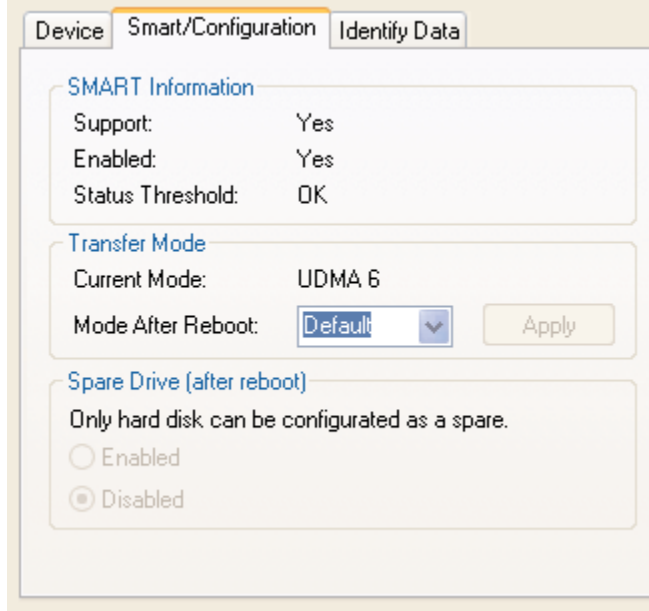 Device Smart/Configuration Identify Data
SMART Information
Support: Yes
Enabled: Yes
Status Threshold: OK
Transfer Mode
Current Mode: UDMA 6
Mode After Reboot: Default Apply
Spare Drive (after reboot)
Only hard disk can be configurated as a spare.
Enabled
Disabled